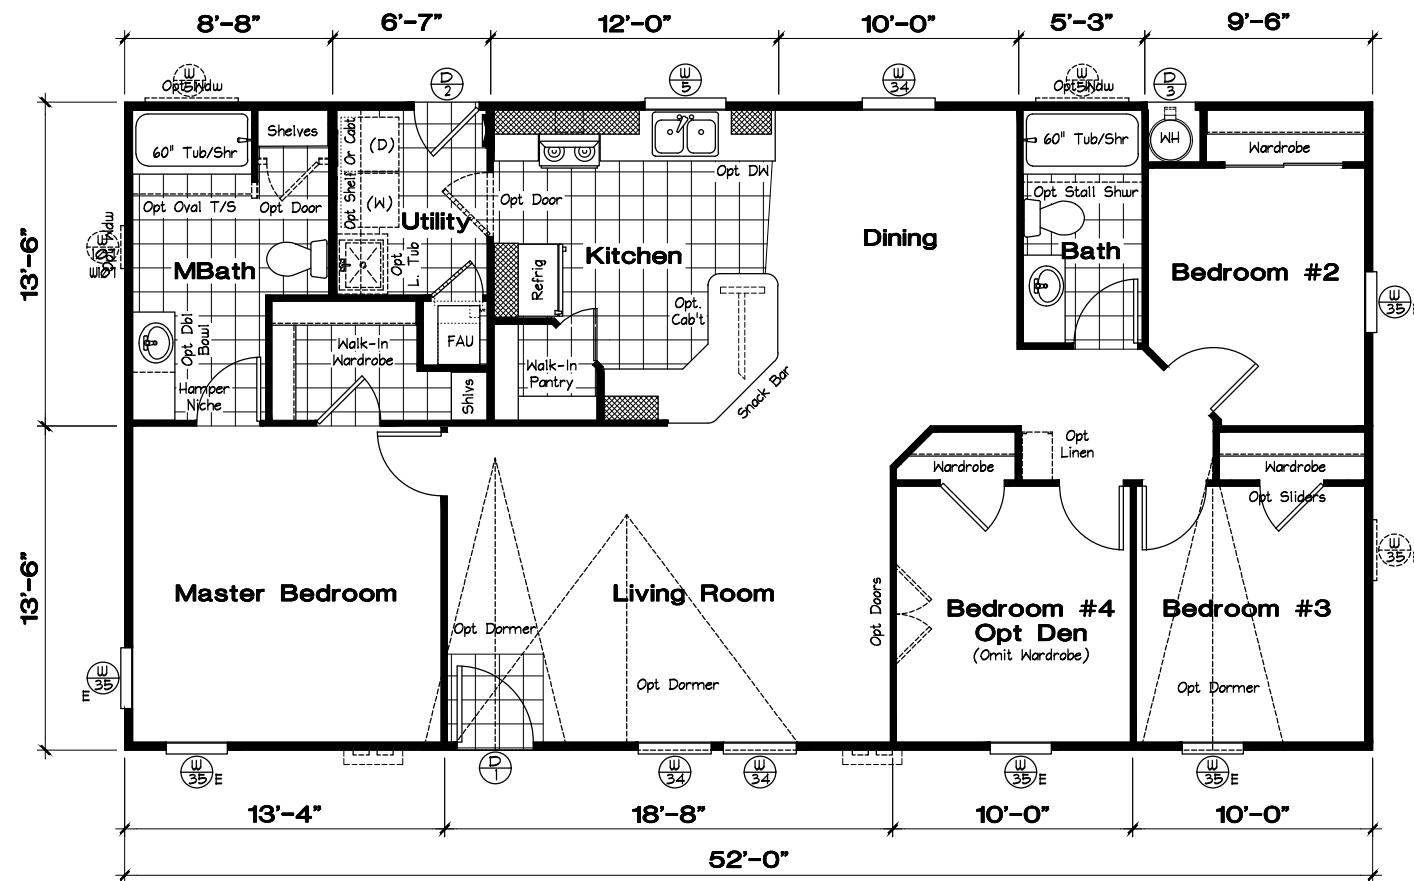 8'-8" 6'-7" 12'-0" 10'-0" 5'-3" 9'-6"
Opt Wdw
D
2
W
5
W
34
Opt Wdw
D
3
60" Tub/Shr
Shelves
Opt Shelf Or Cabt
(D)
(W)
60" Tub/Shr
WH
Wardrobe
Opt DW
Opt Oval T/S
Opt Door
Opt Door
Opt Stall Shwr
Utility
Dining
13'-6"
Kitchen
Bath
MBath
Opt
L. Tub
Refrig
Bedroom #2
Opt.
Cab't
W
35
Opt Dbl
Bowl
Walk-In
Wardrobe
FAU
Walk-In
Pantry
Snack Bar
Hamper
Niche
Shlvs
Opt
Linen
Wardrobe
Wardrobe
Opt Sliders
W
35
13'-6"
Master Bedroom
Living Room
Opt Doors
Bedroom #4
Opt Den
(Omit Wardrobe)
Bedroom #3
Opt Dormer
Opt Dormer
Opt Dormer
W
35
E
W
35 E
D
1
W
34
W
34
W
35 E
W
35 E
13'-4" 18'-8" 10'-0" 10'-0"
52'-0"